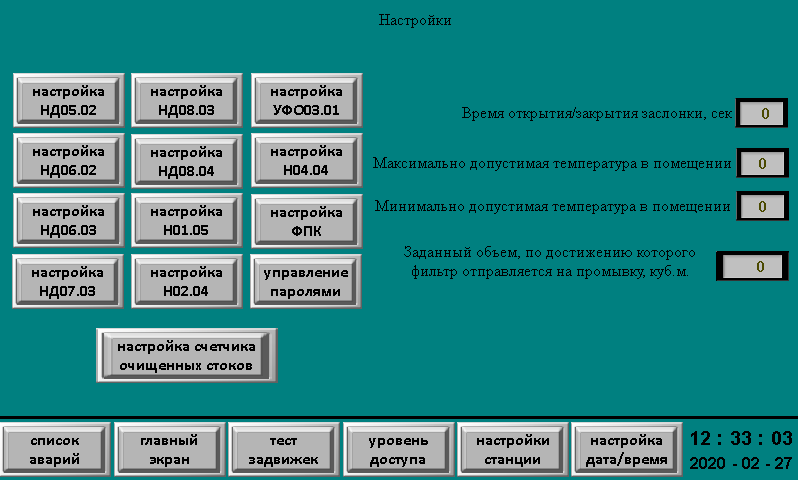 Настройки
настройка
НД05.02
настройка
НД08.03
настройка
УФО03.01
настройка
НД06.02
настройка
НД08.04
настройка
Н04.04
настройка
НД06.03
настройка
Н01.05
настройка
ФПК
настройка
НД07.03
настройка
Н02.04
управление
паролями
настройка счетчика
очищенных стоков
Время открытия/закрытия заслонки, сек 0
Максимально допустимая температура в помещении 0
Минимально допустимая температура в помещении 0
Заданный объем, по достижению которого
фильтр отправляется на промывку, куб.м. 0
список
аварий
главный
экран
тест
задвижек
уровень
доступа
настройки
станции
настройка
дата/время
12 : 33 : 03
2020 - 02 - 27